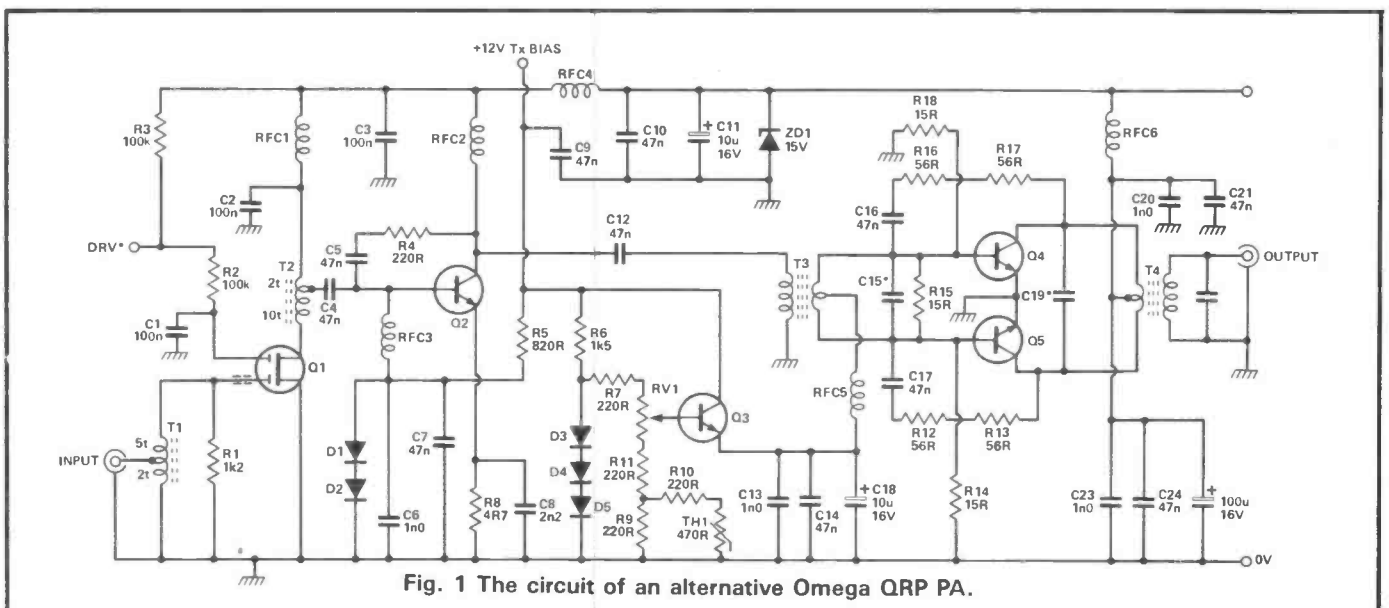 +12V Tx BIAS
RFC4
R3
100k
RFC1
C3
100n
RFC2
C9
47n
C10
47n
C11
10u
16V
+
ZD1
15V
R18
15R
R16
56R
R17
56R
RFC6
C2
100n
C20
1n0
C21
47n
DRV*
R2
100k
T2
2t
10t
C5
47n
R4
220R
C4
47n
Q2
C12
47n
C16
47n
Q4
T3
C15*
R15
15R
C19*
T4
OUTPUT
C1
100n
Q1
RFC3
R5
820R
R6
1k5
R7
220R
RV1
Q3
RFC5
C17
47n
Q5
R12
56R
R13
56R
T1
5t
2t
INPUT
R1
1k2
D1
D2
C7
47n
C6
1n0
R8
4R7
C8
2n2
D3
D4
D5
R11
220R
R10
220R
R9
220R
TH1
470R
C13
1n0
C14
47n
+
C18
10u
16V
R14
15R
C23
1n0
C24
47n
+
100u
16V
0V
Fig. 1 The circuit of an alternative Omega QRP PA.